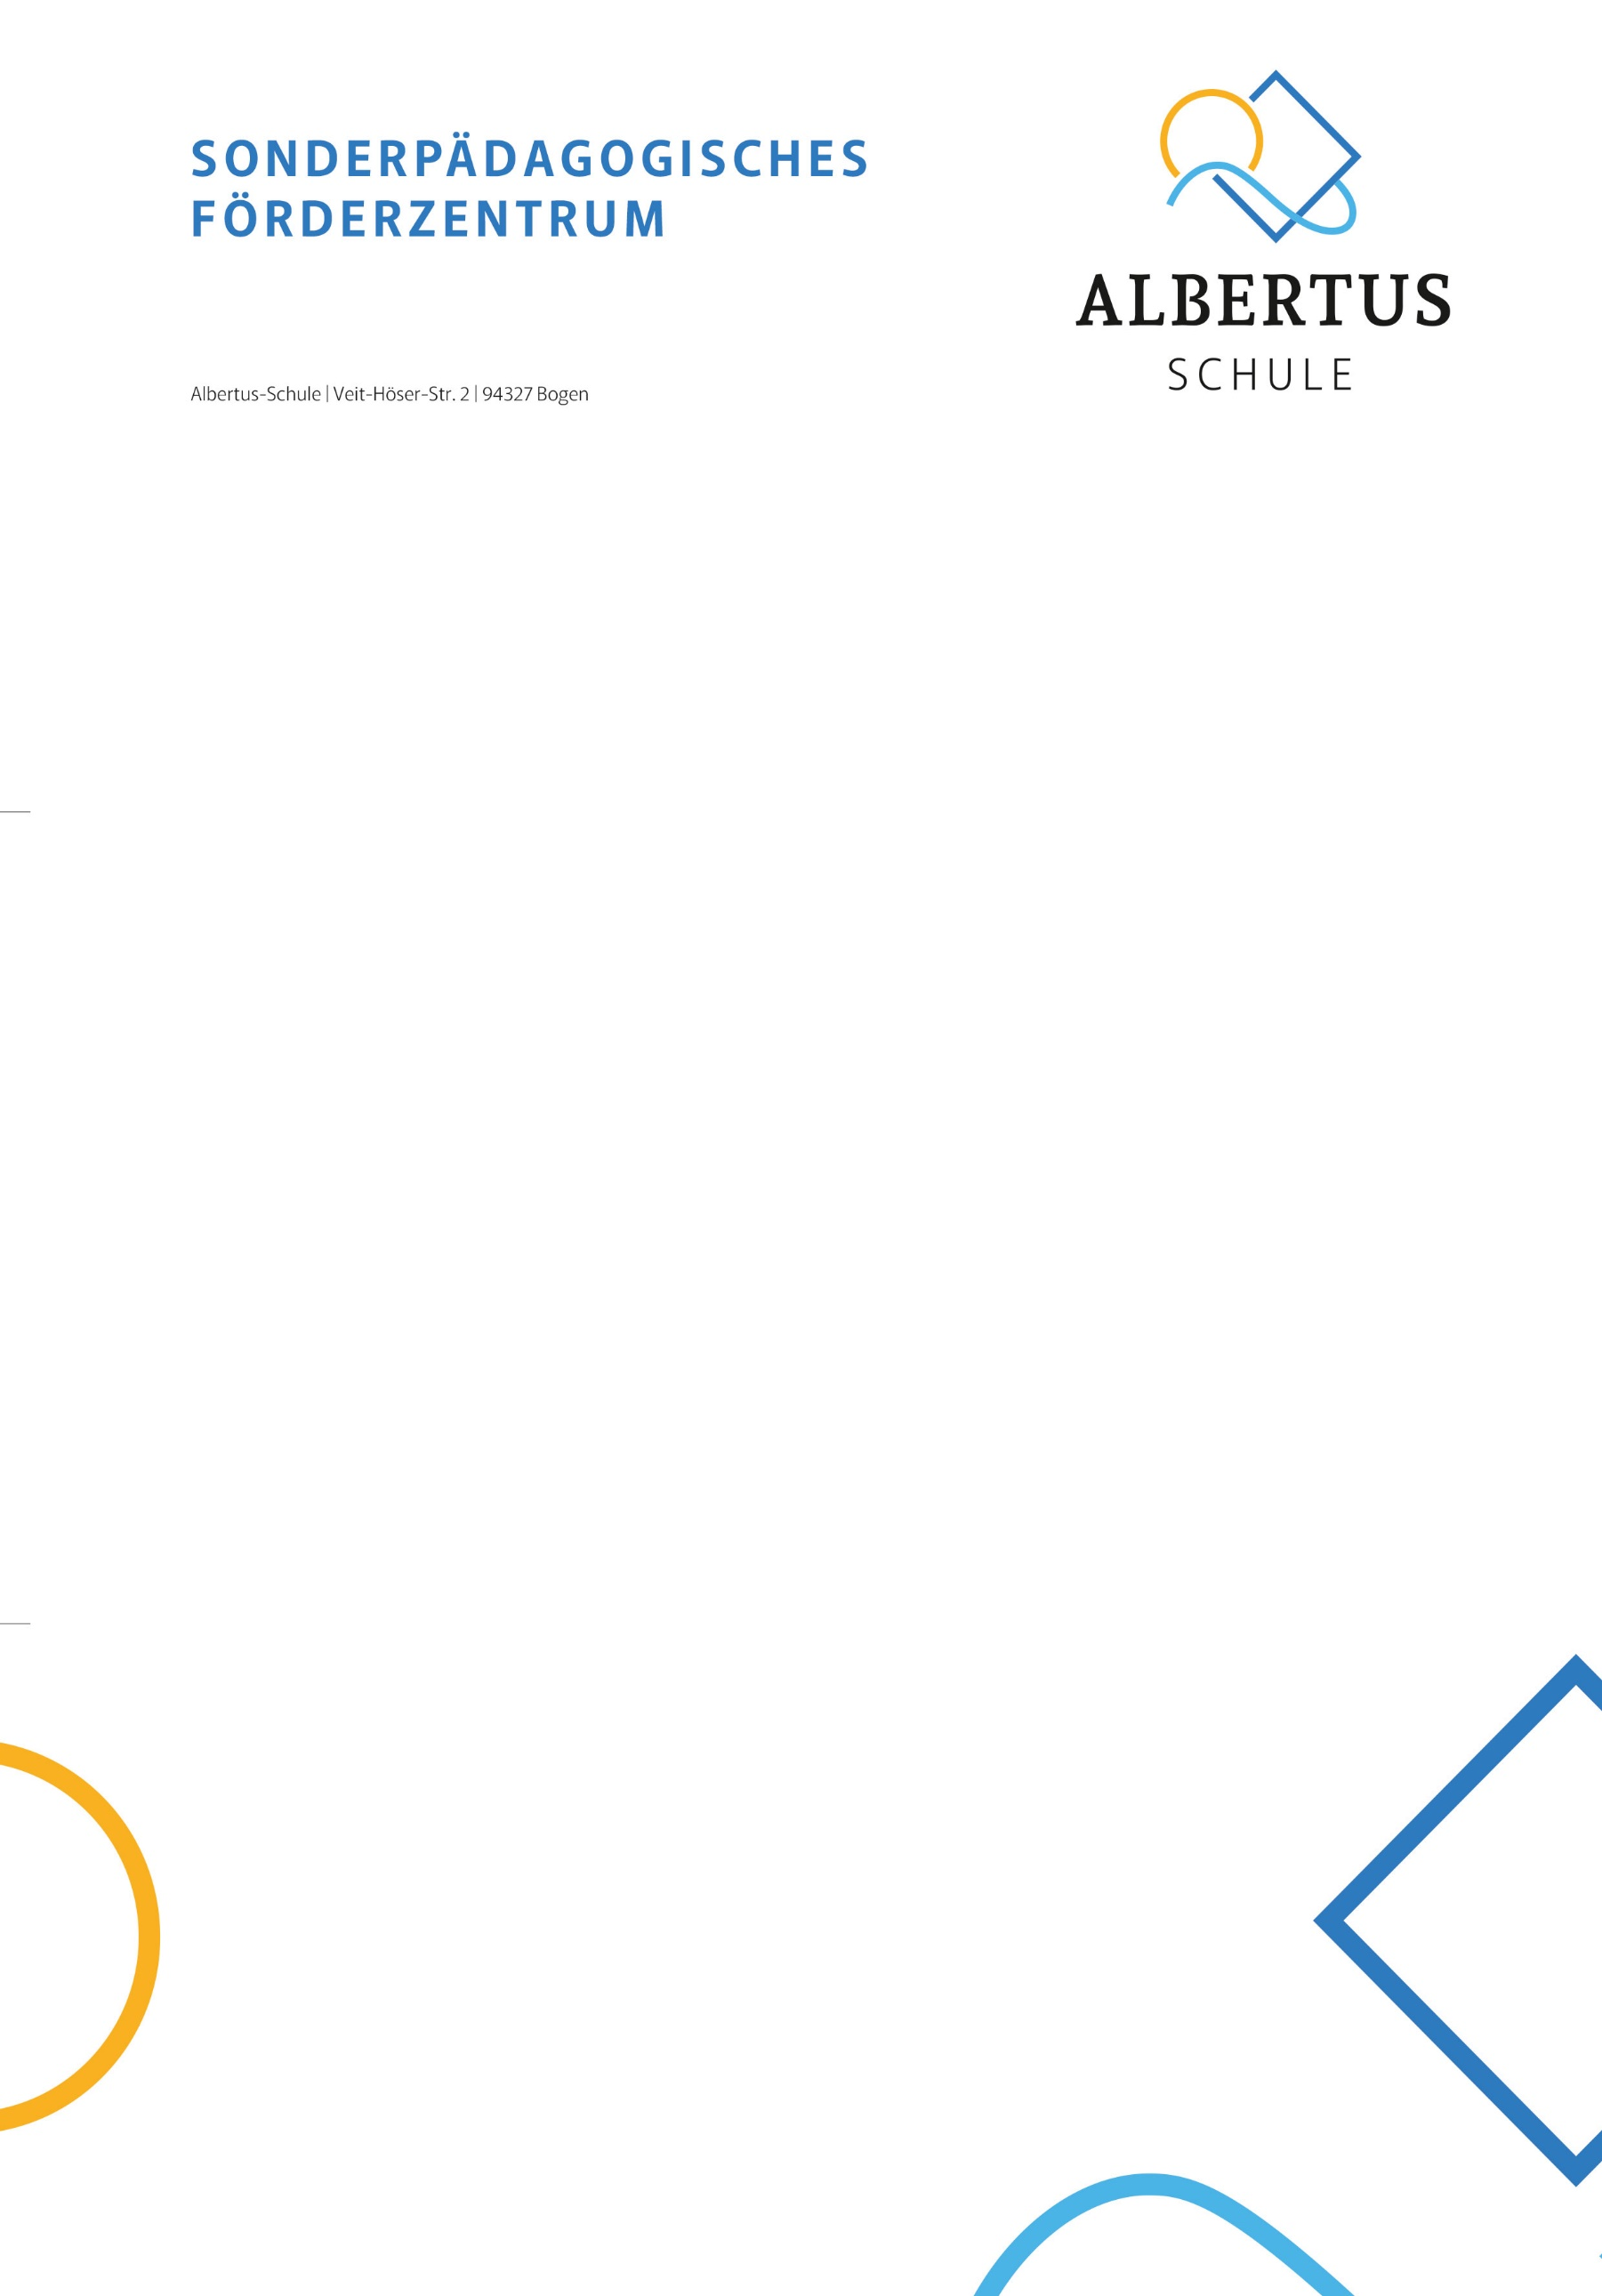 SONDERPÄDAGOGISCHES
FÖRDERZENTRUM
ALBERTUS
SCHULE
Albertus-Schule | Veit-Höser-Str. 2 | 94327 Bogen